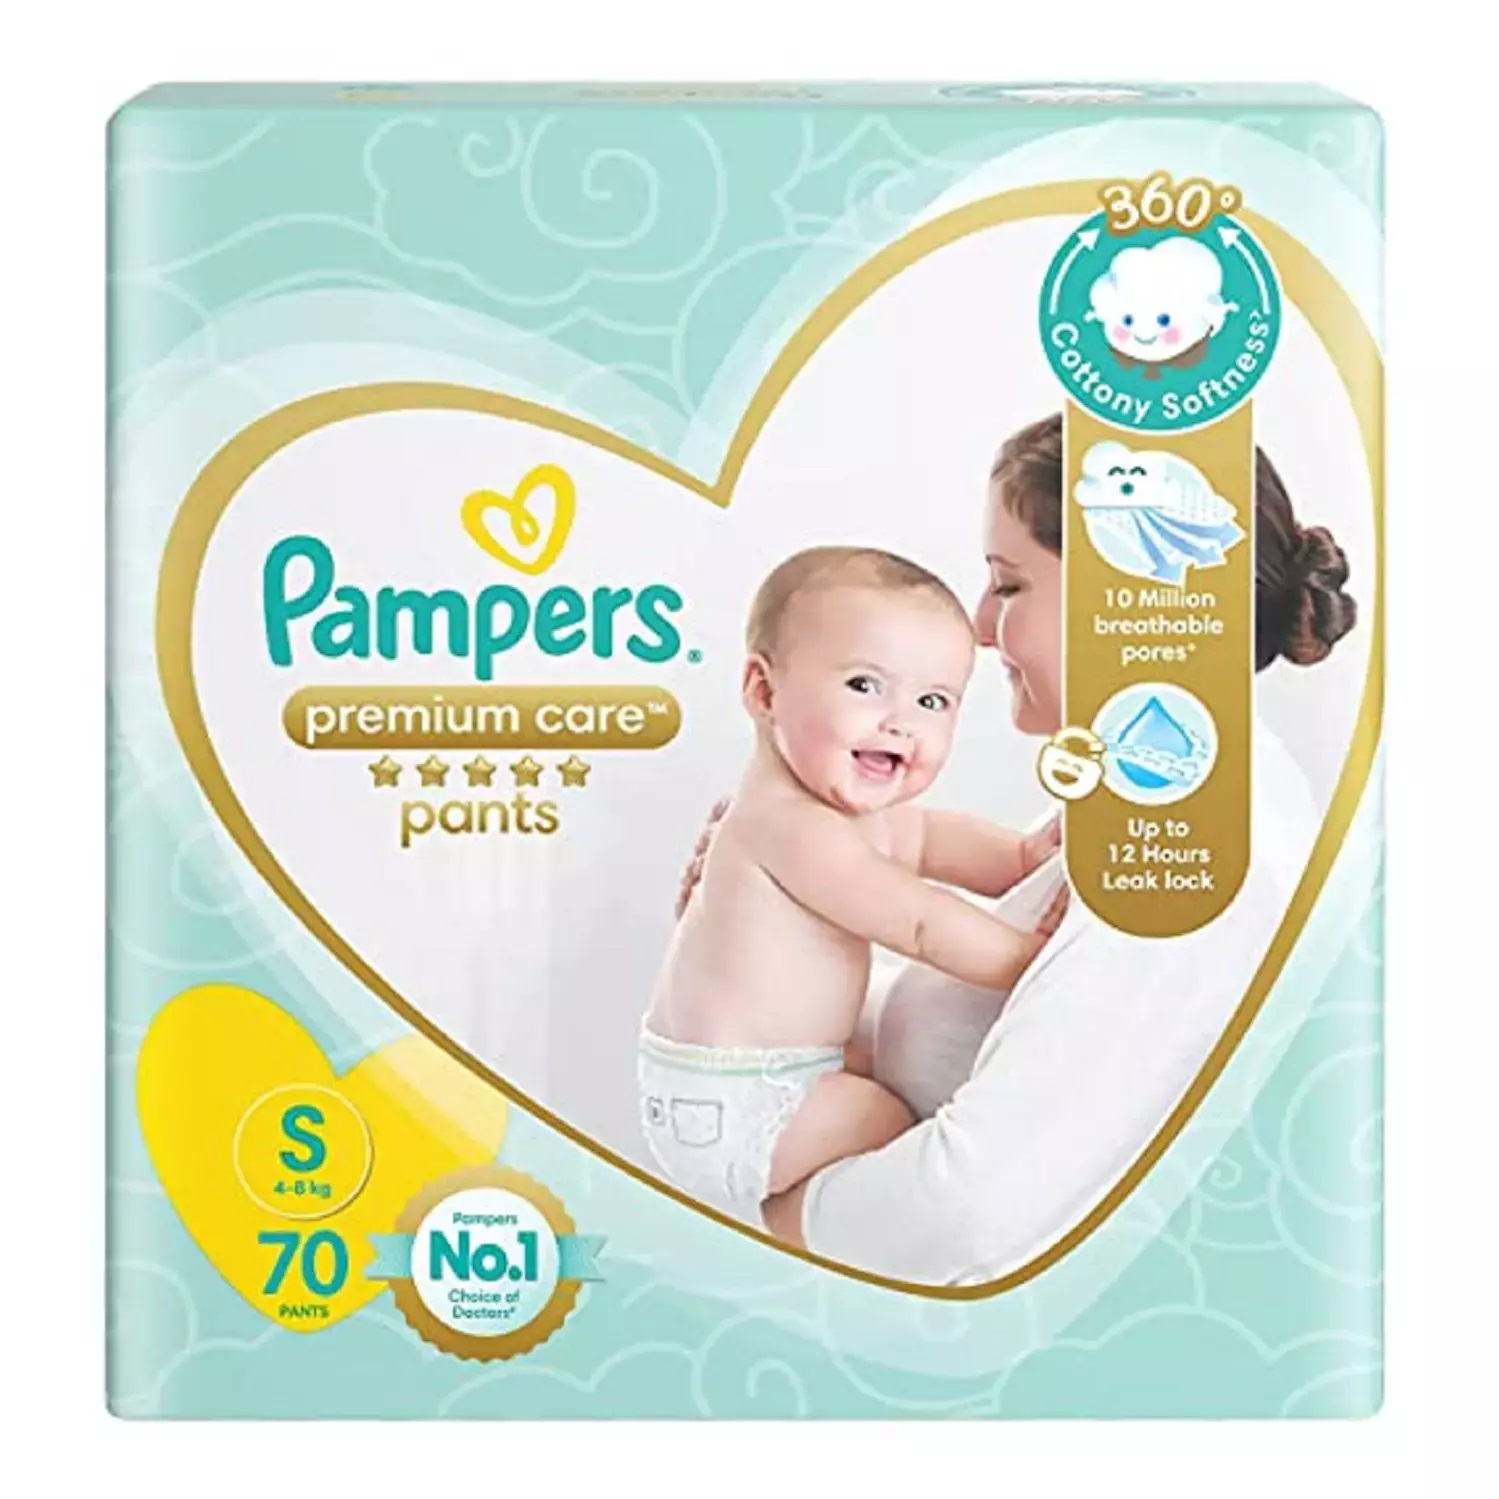 360°
Cottony Softness
10 Million
breathable
pores*
Up to
12 Hours
Leak lock
Pampers®
premium care™
pants
S
4-8 kg
70
PANTS
Pampers
No.1
Choice of
Doctors*